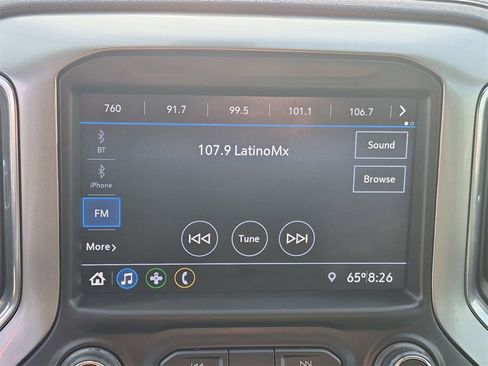 760 91.7 99.5 101.1 106.7
BT
107.9 LatinoMx
Sound
iPhone
Browse
FM
Tune
More
65° 8:26